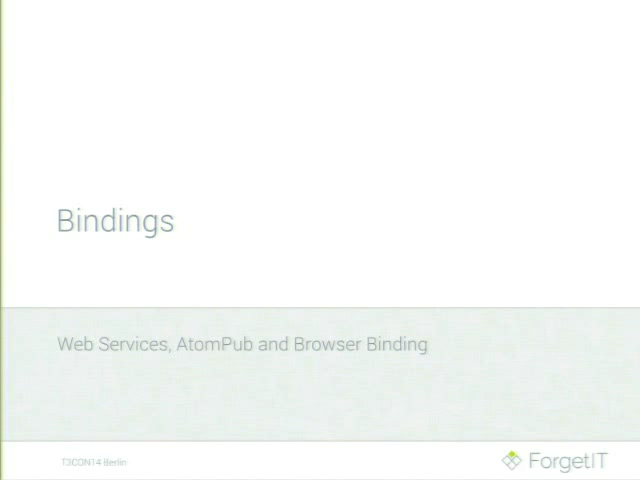 Bindings
Web Services, AtomPub and Browser Binding
T3CON14 Berlin
ForgetIT